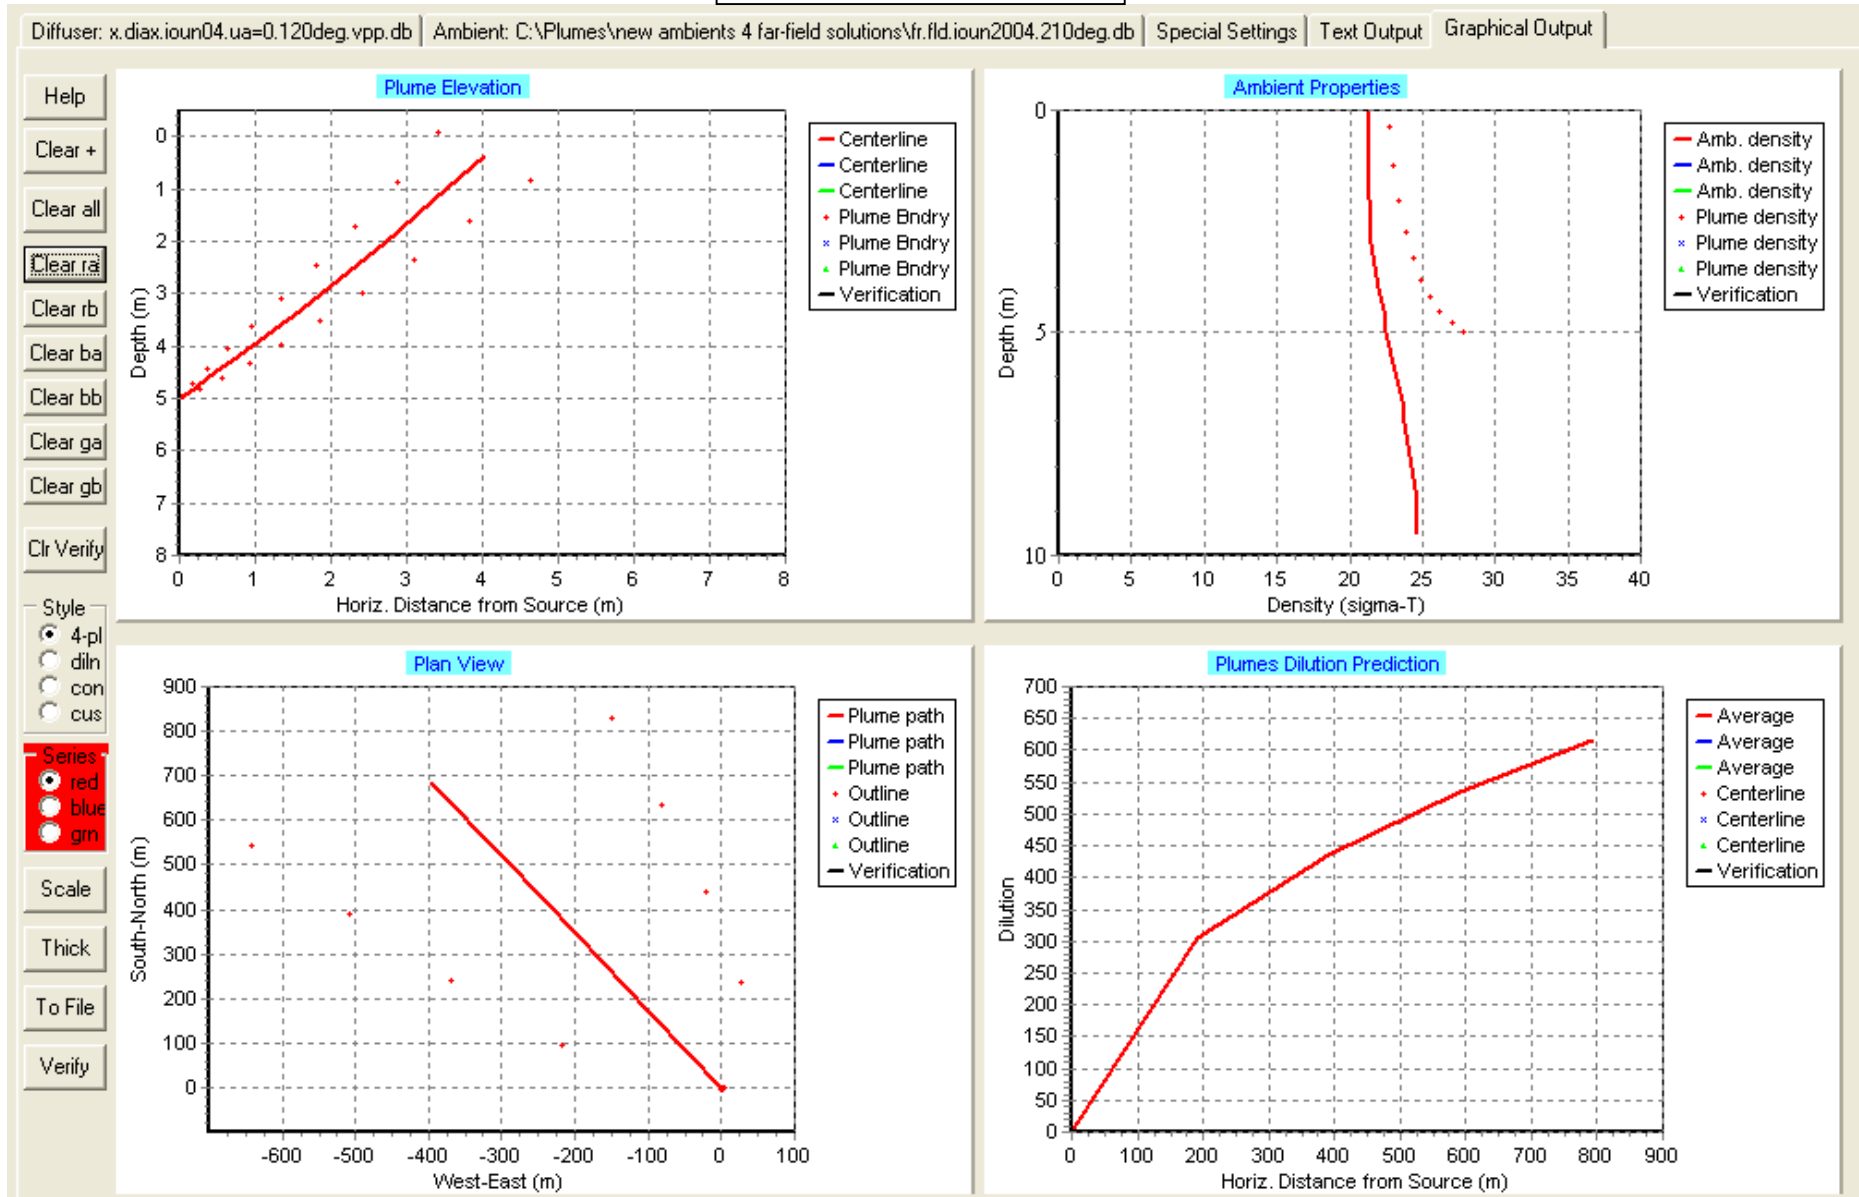 Diffuser: x.diax.ioun04.ua=0.120deg.vpp.db
Ambient: C:\Plumes\new ambients 4 far-field solutions\fr.fld.ioun2004.210deg.db
Special Settings
Text Output
Graphical Output
Help
Clear +
Clear all
Clear ra
Clear rb
Clear ba
Clear bb
Clear ga
Clear gb
Clr Verify
Style
4-pl
diln
con
cus
Series
red
blue
grn
Scale
Thick
To File
Verify
Plume Elevation
0
1
2
3
4
5
6
7
8
Depth (m)
0 1 2 3 4 5 6 7 8
Horiz. Distance from Source (m)
Centerline
Centerline
Centerline
Plume Bndry
Plume Bndry
Plume Bndry
Verification
Ambient Properties
0
5
10
Depth (m)
0 5 10 15 20 25 30 35 40
Density (sigma-T)
Amb. density
Amb. density
Amb. density
Plume density
Plume density
Plume density
Verification
Plan View
900
800
700
600
500
400
300
200
100
0
South-North (m)
-600 -500 -400 -300 -200 -100 0 100
West-East (m)
Plume path
Plume path
Plume path
Outline
Outline
Outline
Verification
Plumes Dilution Prediction
700
650
600
550
500
450
400
350
300
250
200
150
100
50
0
Dilution
0 100 200 300 400 500 600 700 800 900
Horiz. Distance from Source (m)
Average
Average
Average
Centerline
Centerline
Centerline
Verification